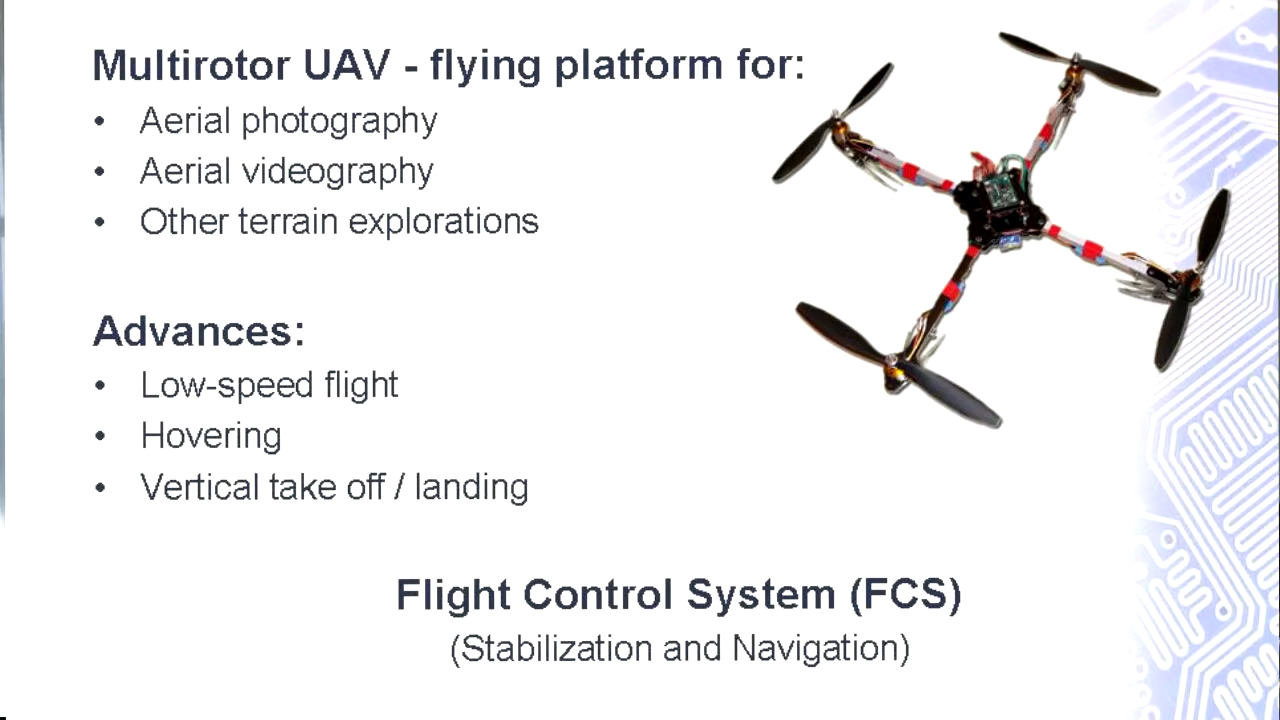 Multirotor UAV - flying platform for:
• Aerial photography
• Aerial videography
• Other terrain explorations
Advances:
• Low-speed flight
• Hovering
• Vertical take off / landing
Flight Control System (FCS)
(Stabilization and Navigation)